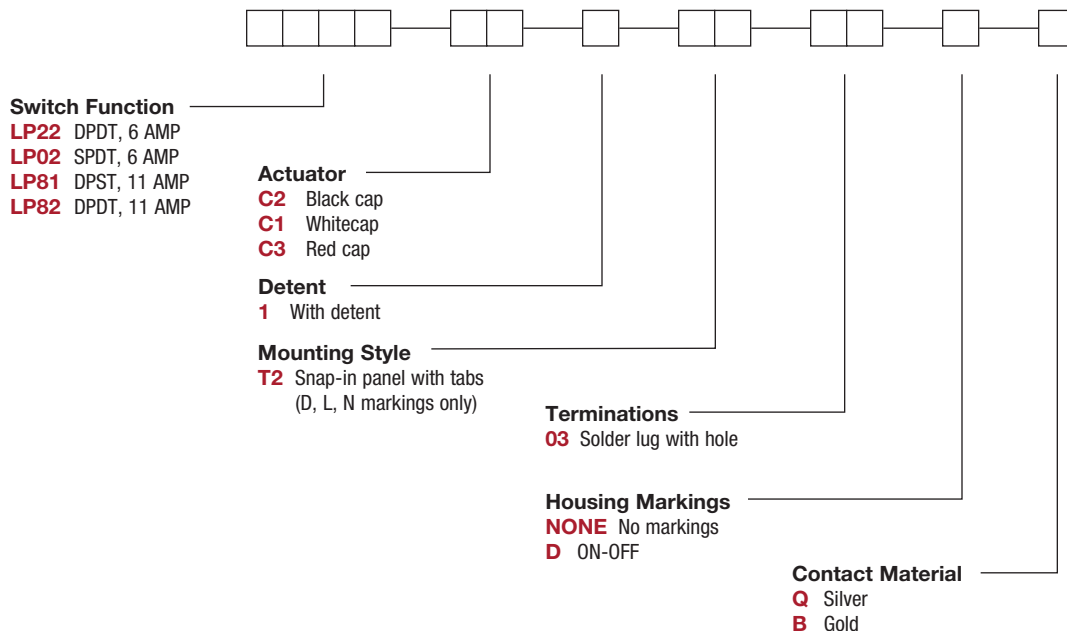 Switch Function
LP22 DPDT, 6 AMP
LP02 SPDT, 6 AMP
LP81 DPST, 11 AMP
LP82 DPDT, 11 AMP
Actuator
C2 Black cap
C1 Whitecap
C3 Red cap
Detent
1 With detent
Mounting Style
T2 Snap-in panel with tabs
(D, L, N markings only)
Terminations
03 Solder lug with hole
Housing Markings
NONE No markings
D ON-OFF
Contact Material
Q Silver
B Gold